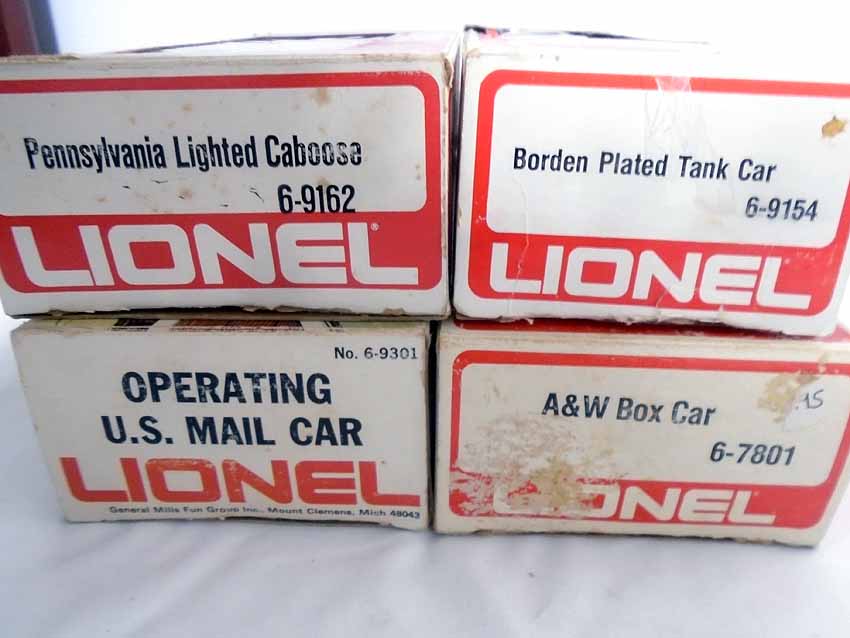 Pennsylvania Lighted Caboose
6-9162
LIONEL®
Borden Plated Tank Car
6-9154
LIONEL
No. 6-9301
OPERATING
U.S. MAIL CAR
LIONEL
General Mills Fun Group Inc., Mount Clemens, Mich 48043
A&W Box Car
6-7801
LIONEL